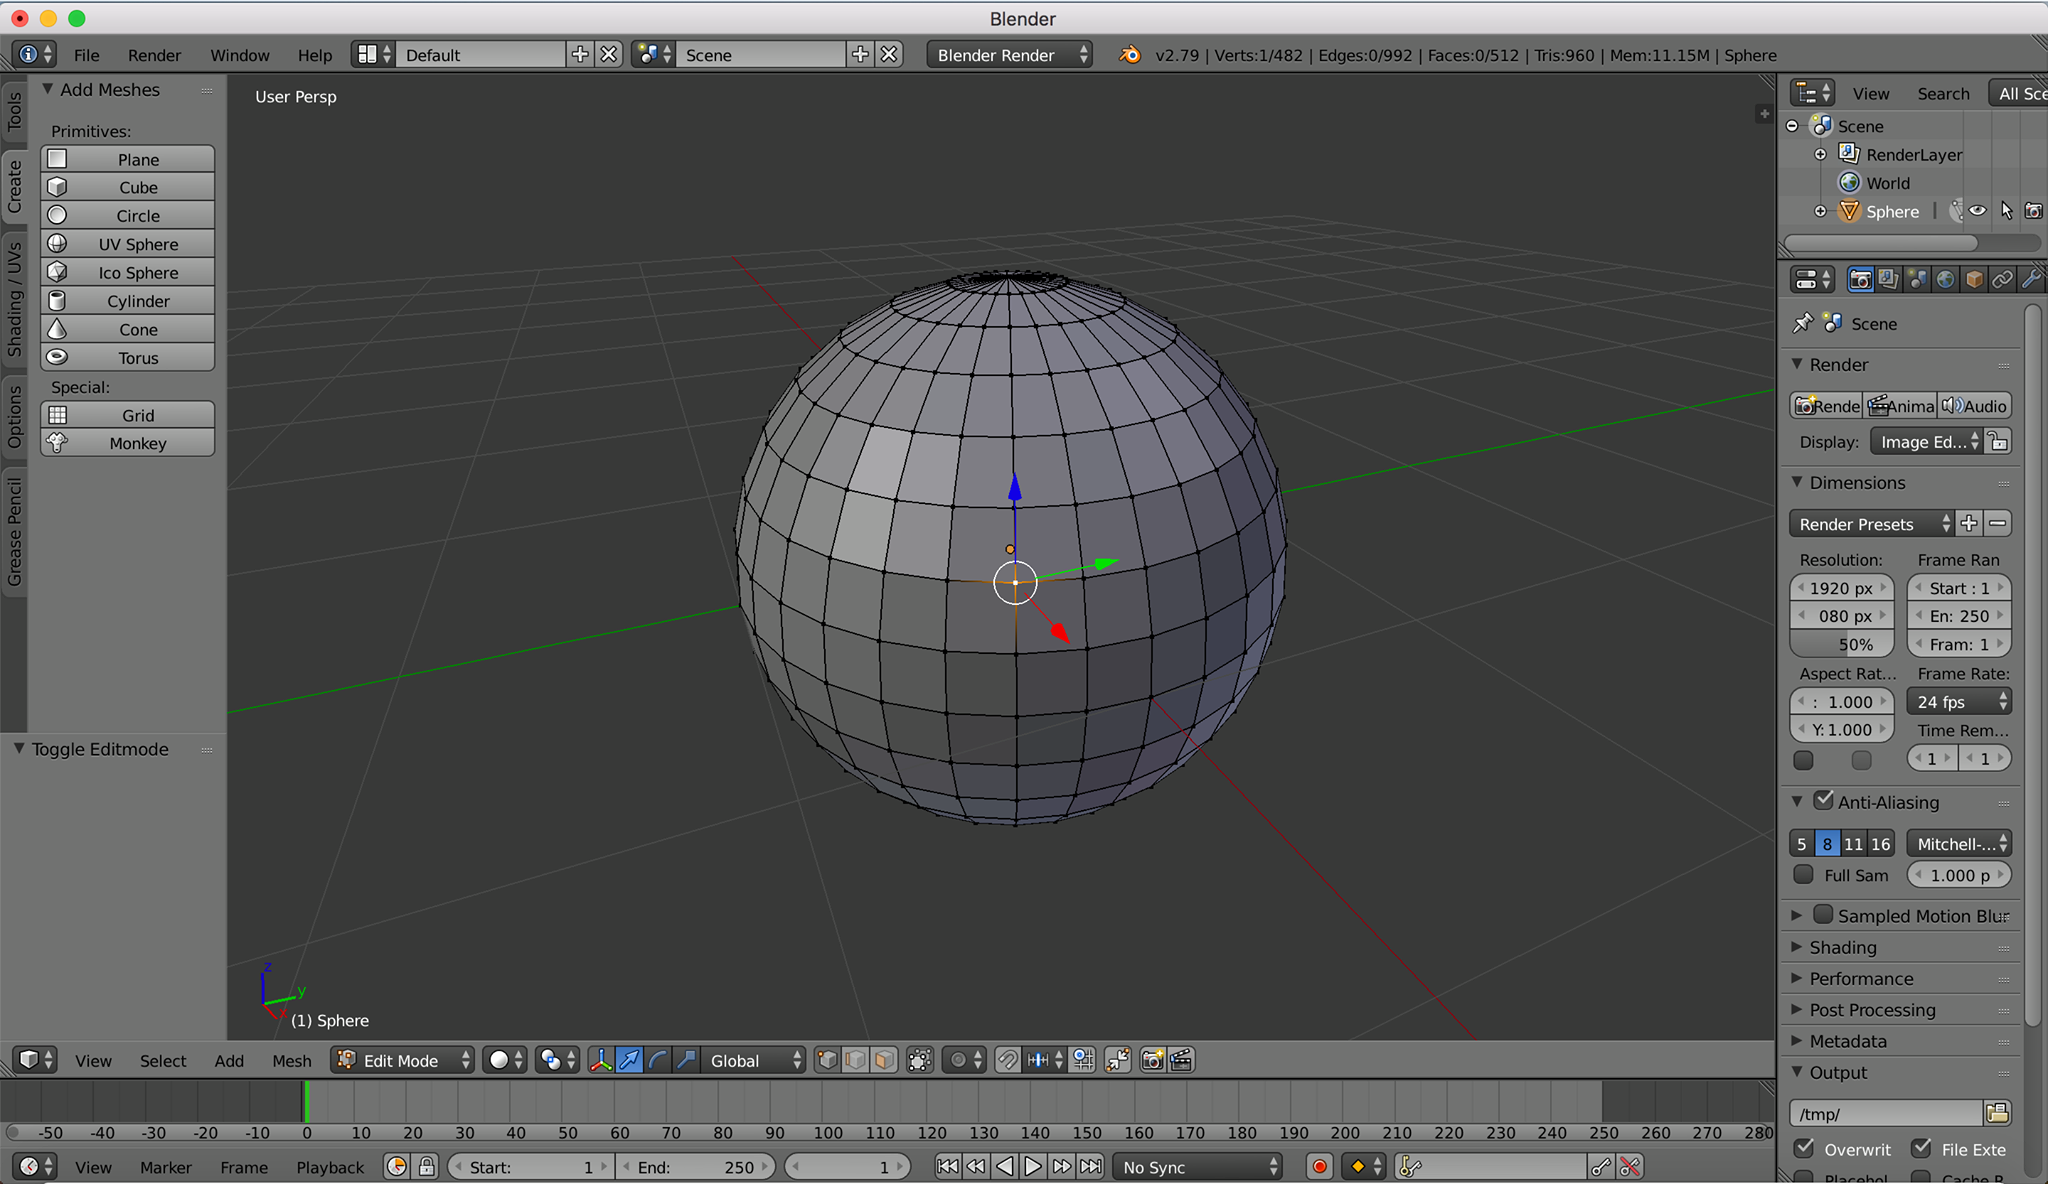 Blender
File Render Window Help Default Scene Blender Render v2.79 | Verts:1/482 | Edges:0/992 | Faces:0/512 | Tris:960 | Mem:11.15M | Sphere
Tools
Create
Shading / UVs
Options
Grease Pencil
Add Meshes
Primitives:
Plane
Cube
Circle
UV Sphere
Ico Sphere
Cylinder
Cone
Torus
Special:
Grid
Monkey
Toggle Editmode
User Persp
z
y
x
(1) Sphere
View Search All Sce
Scene
RenderLayer
World
Sphere
Scene
Render
Rende Anima Audio
Display: Image Ed...
Dimensions
Render Presets
Resolution: Frame Ran
1920 px Start : 1
080 px En: 250
50% Fram: 1
Aspect Rat... Frame Rate:
: 1.000 24 fps
Y: 1.000 Time Rem...
1 1
Anti-Aliasing
5 8 11 16 Mitchell-...
Full Sam 1.000 p
Sampled Motion Blur
Shading
Performance
Post Processing
Metadata
Output
/tmp/
Overwrit File Exte
Placehol Cache R
View Select Add Mesh Edit Mode Global
-50 -40 -30 -20 -10 0 10 20 30 40 50 60 70 80 90 100 110 120 130 140 150 160 170 180 190 200 210 220 230 240 250 260 270 280
View Marker Frame Playback Start: 1 End: 250 1 No Sync